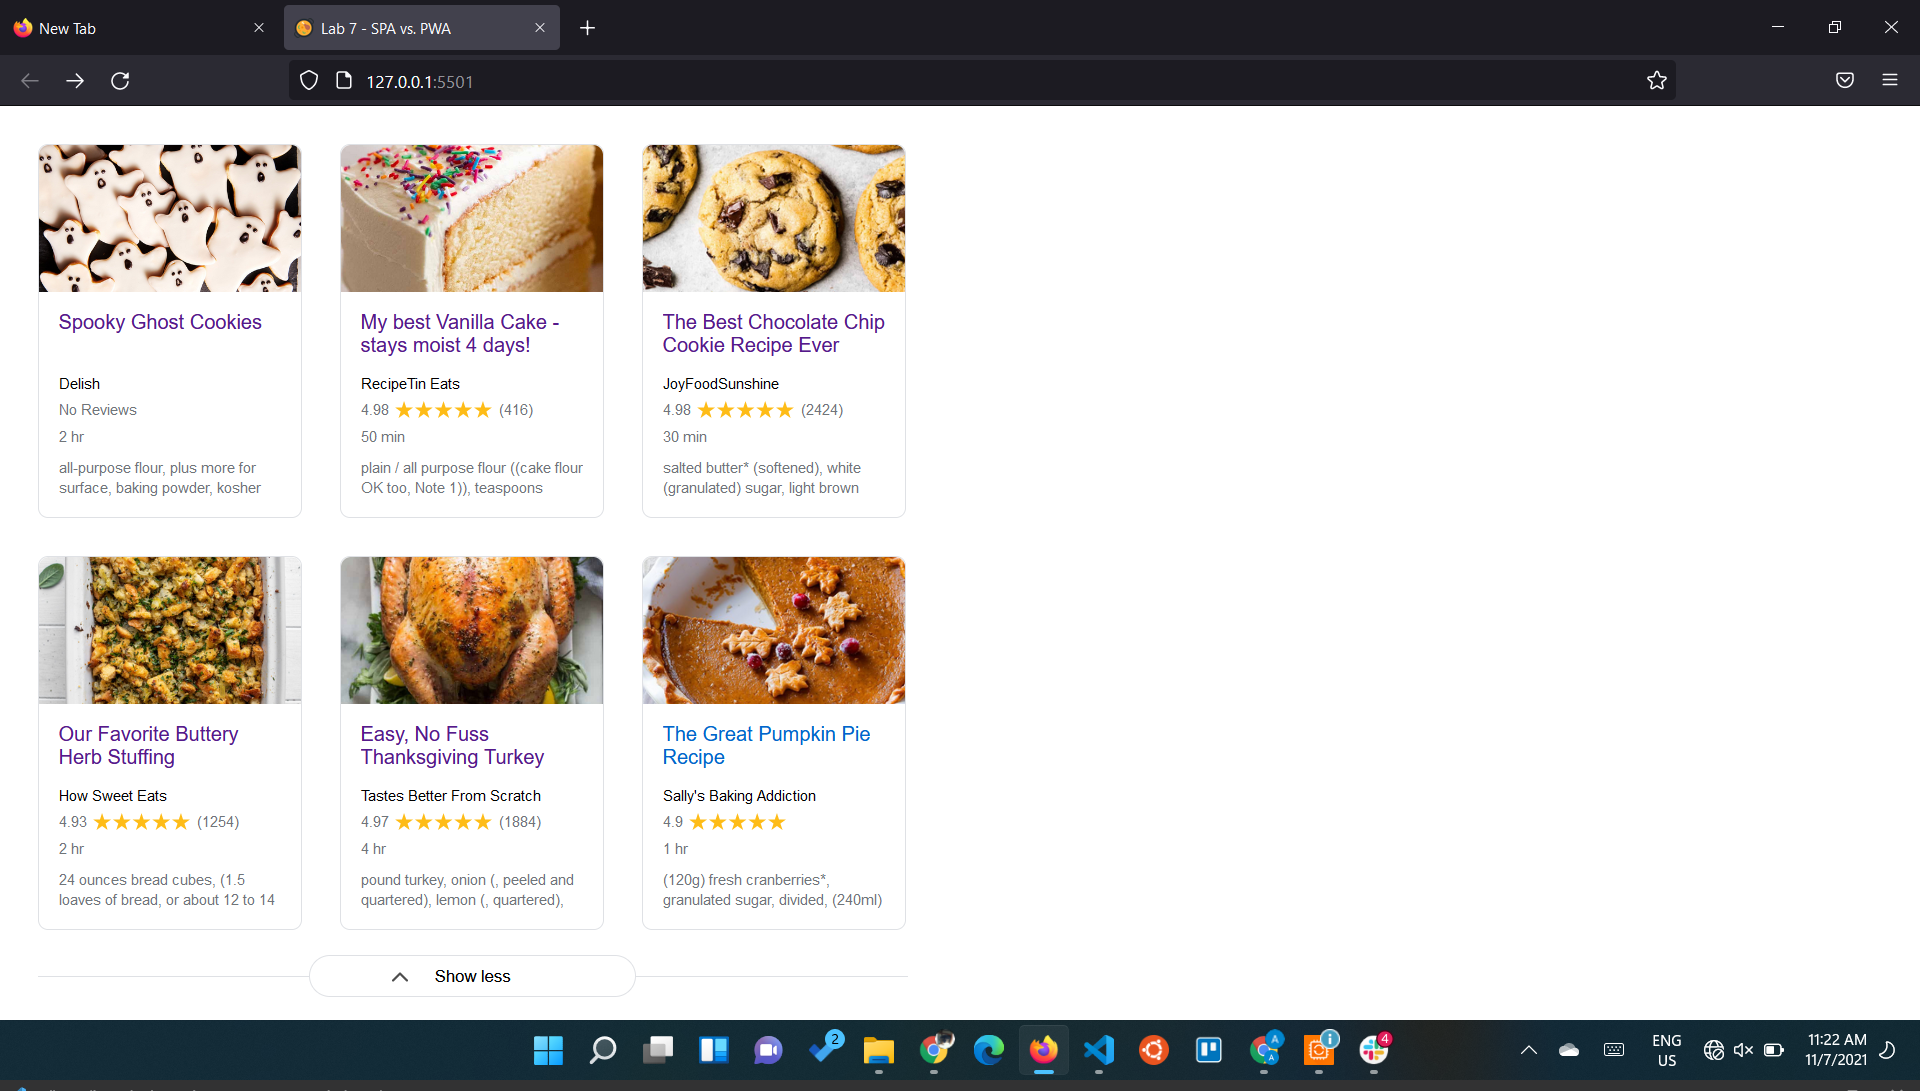 New Tab
Lab 7 - SPA vs. PWA
127.0.0.1:5501
Spooky Ghost Cookies
Delish
No Reviews
2 hr
all-purpose flour, plus more for
surface, baking powder, kosher
My best Vanilla Cake -
stays moist 4 days!
RecipeTin Eats
4.98 (416)
50 min
plain / all purpose flour ((cake flour
OK too, Note 1)), teaspoons
The Best Chocolate Chip
Cookie Recipe Ever
JoyFoodSunshine
4.98 (2424)
30 min
salted butter* (softened), white
(granulated) sugar, light brown
Our Favorite Buttery
Herb Stuffing
How Sweet Eats
4.93 (1254)
2 hr
24 ounces bread cubes, (1.5
loaves of bread, or about 12 to 14
Easy, No Fuss
Thanksgiving Turkey
Tastes Better From Scratch
4.97 (1884)
4 hr
pound turkey, onion (, peeled and
quartered), lemon (, quartered),
The Great Pumpkin Pie
Recipe
Sally's Baking Addiction
4.9
1 hr
(120g) fresh cranberries*,
granulated sugar, divided, (240ml)
Show less
2
A
A
i
4
ENG
US
11:22 AM
11/7/2021